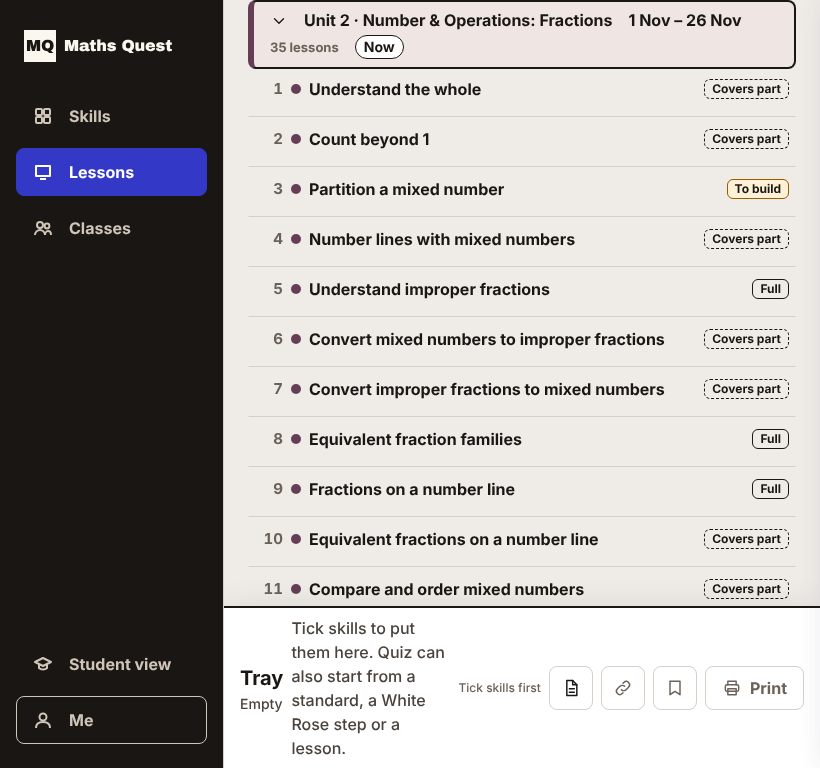 MQ Maths Quest
Skills
Lessons
Classes
Student view
Me
Unit 2 · Number & Operations: Fractions 1 Nov – 26 Nov
35 lessons Now
1 Understand the whole Covers part
2 Count beyond 1 Covers part
3 Partition a mixed number To build
4 Number lines with mixed numbers Covers part
5 Understand improper fractions Full
6 Convert mixed numbers to improper fractions Covers part
7 Convert improper fractions to mixed numbers Covers part
8 Equivalent fraction families Full
9 Fractions on a number line Full
10 Equivalent fractions on a number line Covers part
11 Compare and order mixed numbers Covers part
Tray
Empty
Tick skills to put
them here. Quiz can
also start from a
standard, a White
Rose step or a
lesson.
Tick skills first
Print